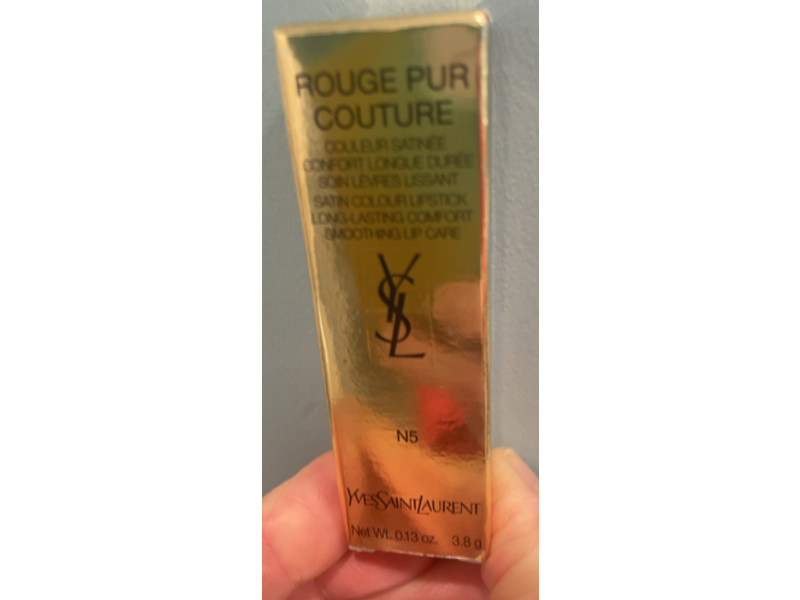 ROUGE PUR
COUTURE
COULEUR SATINÉE
CONFORT LONGUE DURÉE
SOIN LÈVRES LISSANT
SATIN COLOUR LIPSTICK
LONG-LASTING COMFORT
SMOOTHING LIP CARE
YSL
N5
YVESSAINTLAURENT
Net Wt. 0.13 oz. 3.8 g